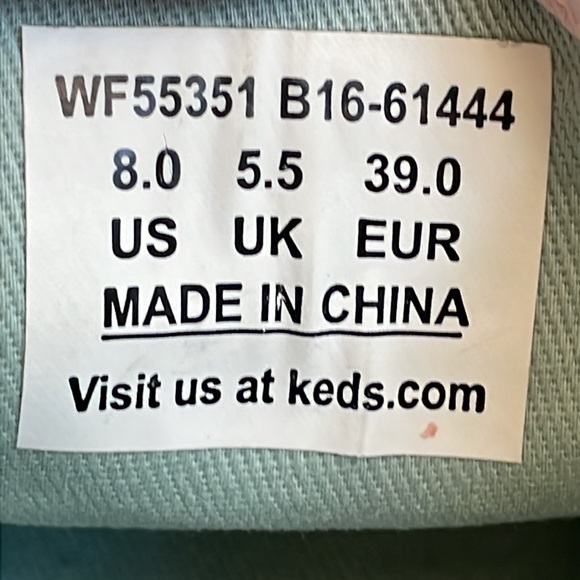 WF55351 B16-61444
8.0 5.5 39.0
US UK EUR
MADE IN CHINA
Visit us at keds.com